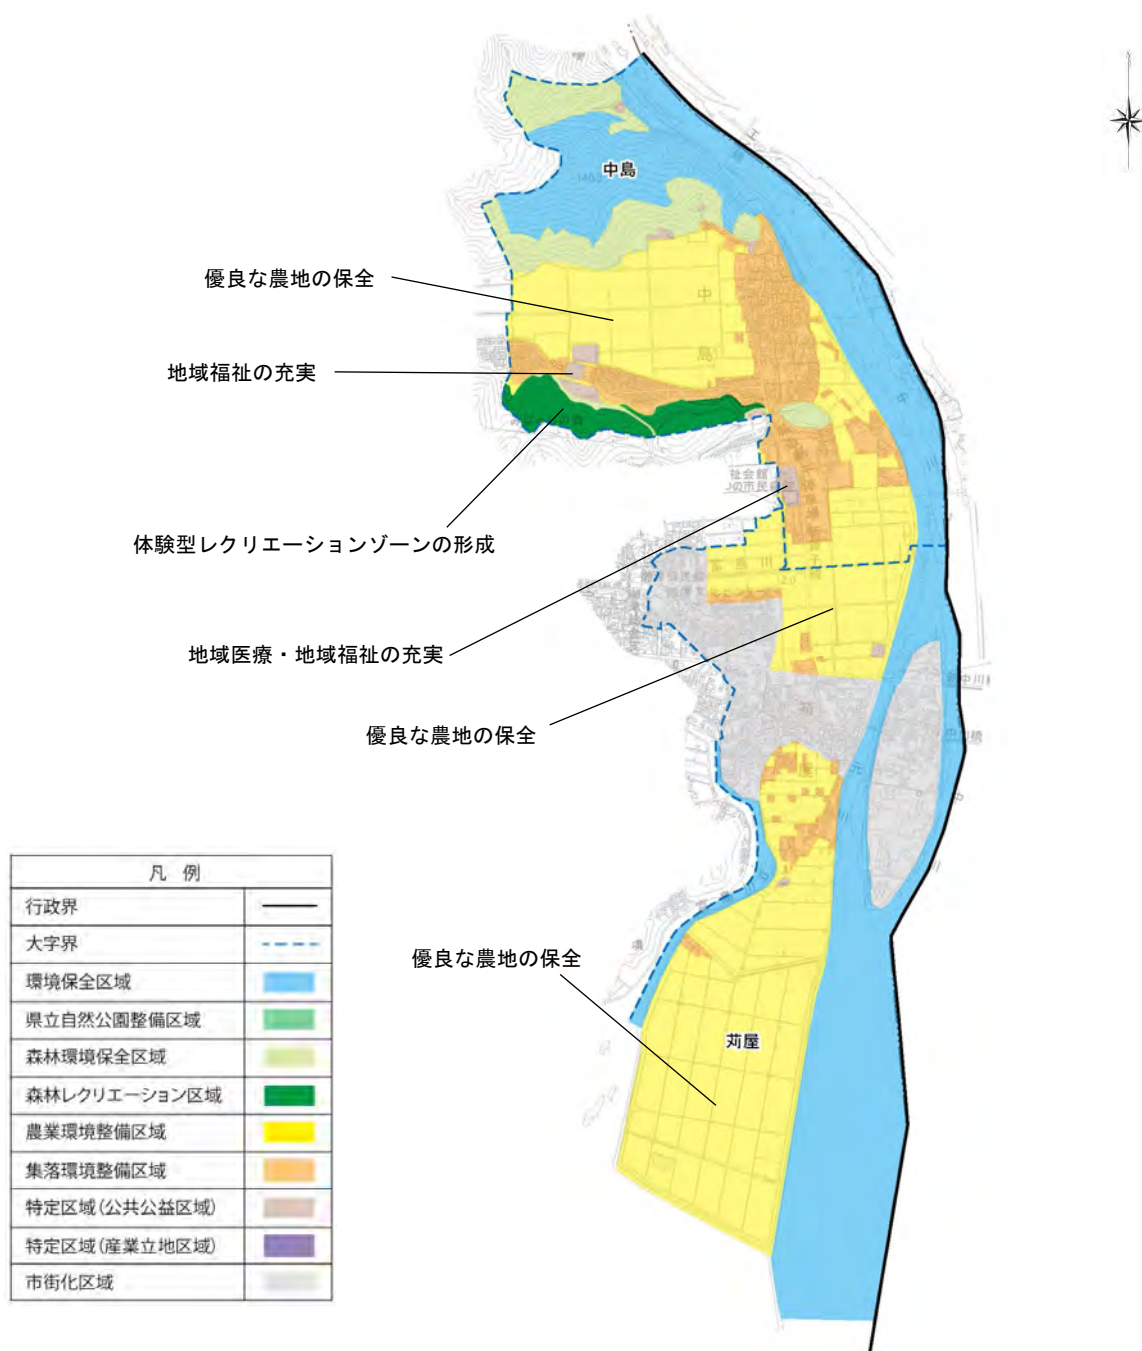 中島
中
島
優良な農地の保全
地域福祉の充実
体験型レクリエーションゾーンの形成
地域医療・地域福祉の充実
優良な農地の保全
優良な農地の保全
苅屋
凡 例
行政界
大字界
環境保全区域
県立自然公園整備区域
森林環境保全区域
森林レクリエーション区域
農業環境整備区域
集落環境整備区域
特定区域(公共公益区域)
特定区域(産業立地区域)
市街化区域